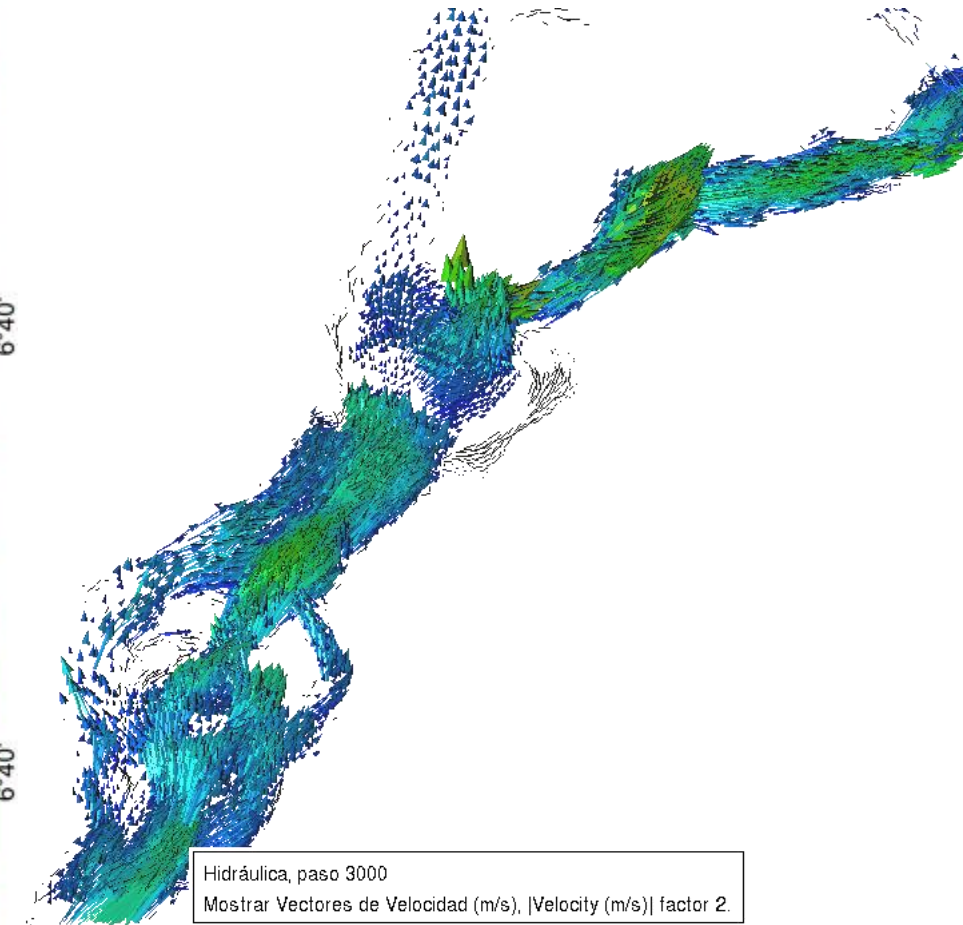 6°40'
6°40'
Hidráulica, paso 3000
Mostrar Vectores de Velocidad (m/s), |Velocity (m/s)| factor 2.